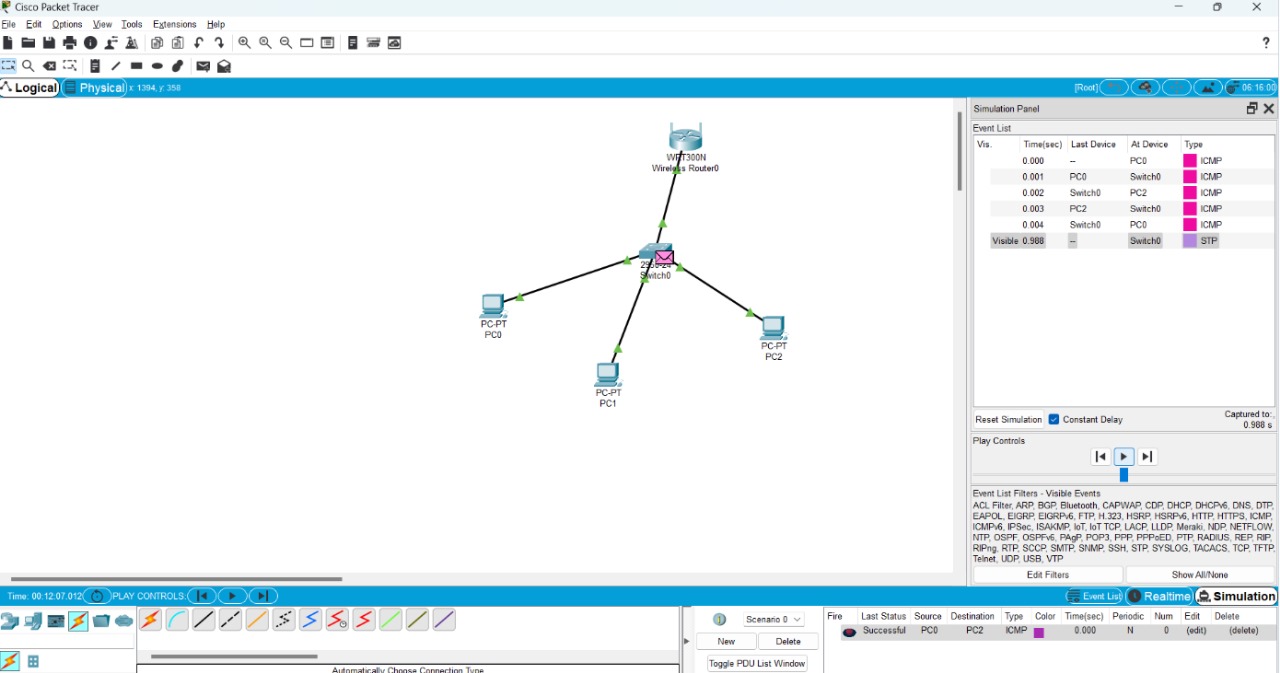 Cisco Packet Tracer
File Edit Options View Tools Extensions Help
?
Logical Physical x: 1394, y: 358 [Root] 06:16:00
Simulation Panel
Event List
Vis. Time(sec) Last Device At Device Type
0.000 -- PC0 ICMP
0.001 PC0 Switch0 ICMP
0.002 Switch0 PC2 ICMP
0.003 PC2 Switch0 ICMP
0.004 Switch0 PC0 ICMP
Visible 0.988 -- Switch0 STP
WRT300N
Wireless Router0
Switch0
PC-PT
PC0
PC-PT
PC1
PC-PT
PC2
Reset Simulation Constant Delay Captured to:,
0.988 s
Play Controls
Event List Filters - Visible Events
ACL Filter, ARP, BGP, Bluetooth, CAPWAP, CDP, DHCP, DHCPv6, DNS, DTP,
EAPOL, EIGRP, EIGRPv6, FTP, H.323, HSRP, HSRPv6, HTTP, HTTPS, ICMP,
ICMPv6, IPSec, ISAKMP, IoT, IoT TCP, LACP, LLDP, Meraki, NDP, NETFLOW,
NTP, OSPF, OSPFv6, PAgP, POP3, PPP, PPPoED, PTP, RADIUS, REP, RIP,
RIPng, RTP, SCCP, SMTP, SNMP, SSH, STP, SYSLOG, TACACS, TCP, TFTP,
Telnet, UDP, USB, VTP
Edit Filters Show All/None
Time: 00:12:07.012 PLAY CONTROLS: Event List Realtime Simulation
Scenario 0
New Delete
Toggle PDU List Window
Fire Last Status Source Destination Type Color Time(sec) Periodic Num Edit Delete
Successful PC0 PC2 ICMP 0.000 N 0 (edit) (delete)
Automatically Choose Connection Type